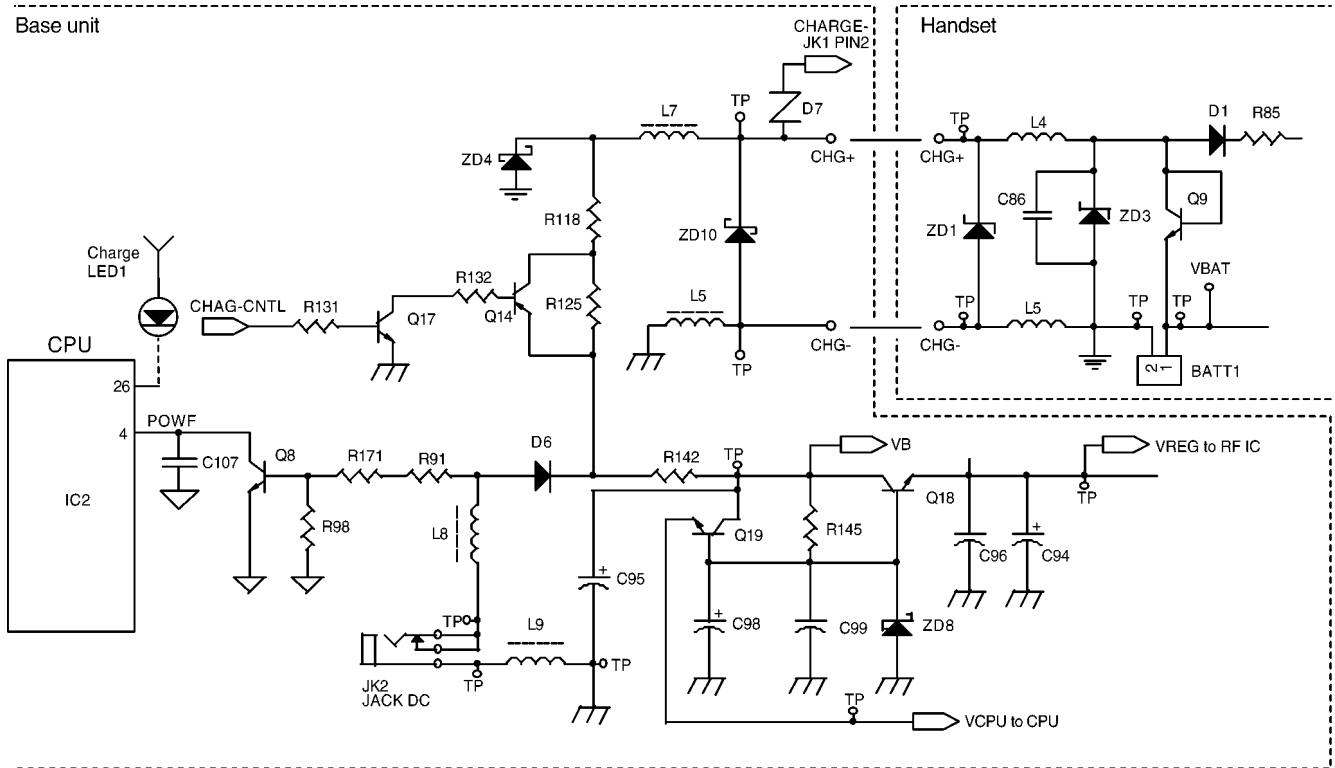 Base unit
Handset
CHARGE-
JK1 PIN2
TP
L7
D7
ZD4
CHG+
CHG+
TP
L4
D1
R85
R118
ZD10
C86
ZD1
ZD3
Q9
Charge
LED1
CHAG-CNTL
R131
Q17
R132
Q14
R125
L5
TP
CHG-
CHG-
TP
L5
TP
TP
VBAT
2
1
BATT1
CPU
26
4
IC2
POWF
C107
Q8
R171
R91
D6
R142
TP
VB
VREG to RF IC
TP
Q18
R98
L8
C95
+
Q19
R145
C96
+
C94
+
C98
C99
ZD8
TP
L9
TP
TP
JK2
JACK DC
TP
VCPU to CPU